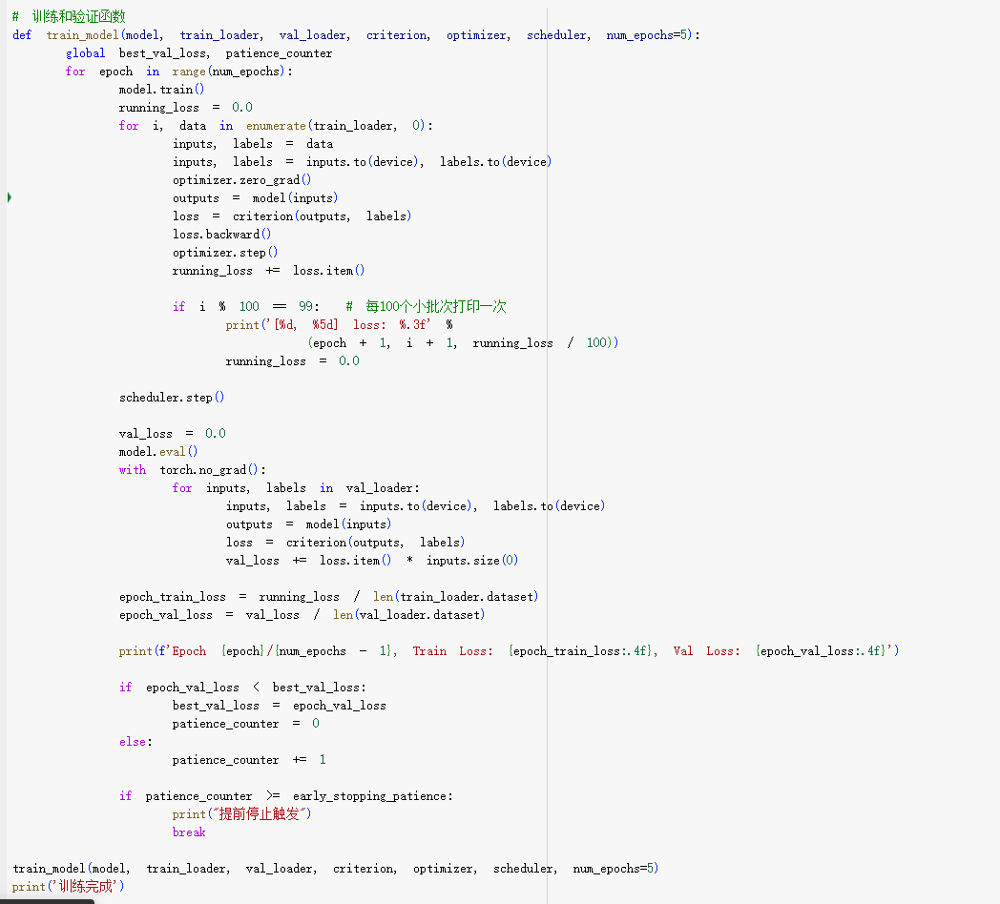 # 训练和验证函数
def train_model(model, train_loader, val_loader, criterion, optimizer, scheduler, num_epochs=5):
global best_val_loss, patience_counter
for epoch in range(num_epochs):
model.train()
running_loss = 0.0
for i, data in enumerate(train_loader, 0):
inputs, labels = data
inputs, labels = inputs.to(device), labels.to(device)
optimizer.zero_grad()
outputs = model(inputs)
loss = criterion(outputs, labels)
loss.backward()
optimizer.step()
running_loss += loss.item()
if i % 100 == 99: # 每100个小批次打印一次
print('[%d, %5d] loss: %.3f' %
(epoch + 1, i + 1, running_loss / 100))
running_loss = 0.0
scheduler.step()
val_loss = 0.0
model.eval()
with torch.no_grad():
for inputs, labels in val_loader:
inputs, labels = inputs.to(device), labels.to(device)
outputs = model(inputs)
loss = criterion(outputs, labels)
val_loss += loss.item() * inputs.size(0)
epoch_train_loss = running_loss / len(train_loader.dataset)
epoch_val_loss = val_loss / len(val_loader.dataset)
print(f'Epoch {epoch}/{num_epochs - 1}, Train Loss: {epoch_train_loss:.4f}, Val Loss: {epoch_val_loss:.4f}')
if epoch_val_loss < best_val_loss:
best_val_loss = epoch_val_loss
patience_counter = 0
else:
patience_counter += 1
if patience_counter >= early_stopping_patience:
print("提前停止触发")
break
train_model(model, train_loader, val_loader, criterion, optimizer, scheduler, num_epochs=5)
print('训练完成')